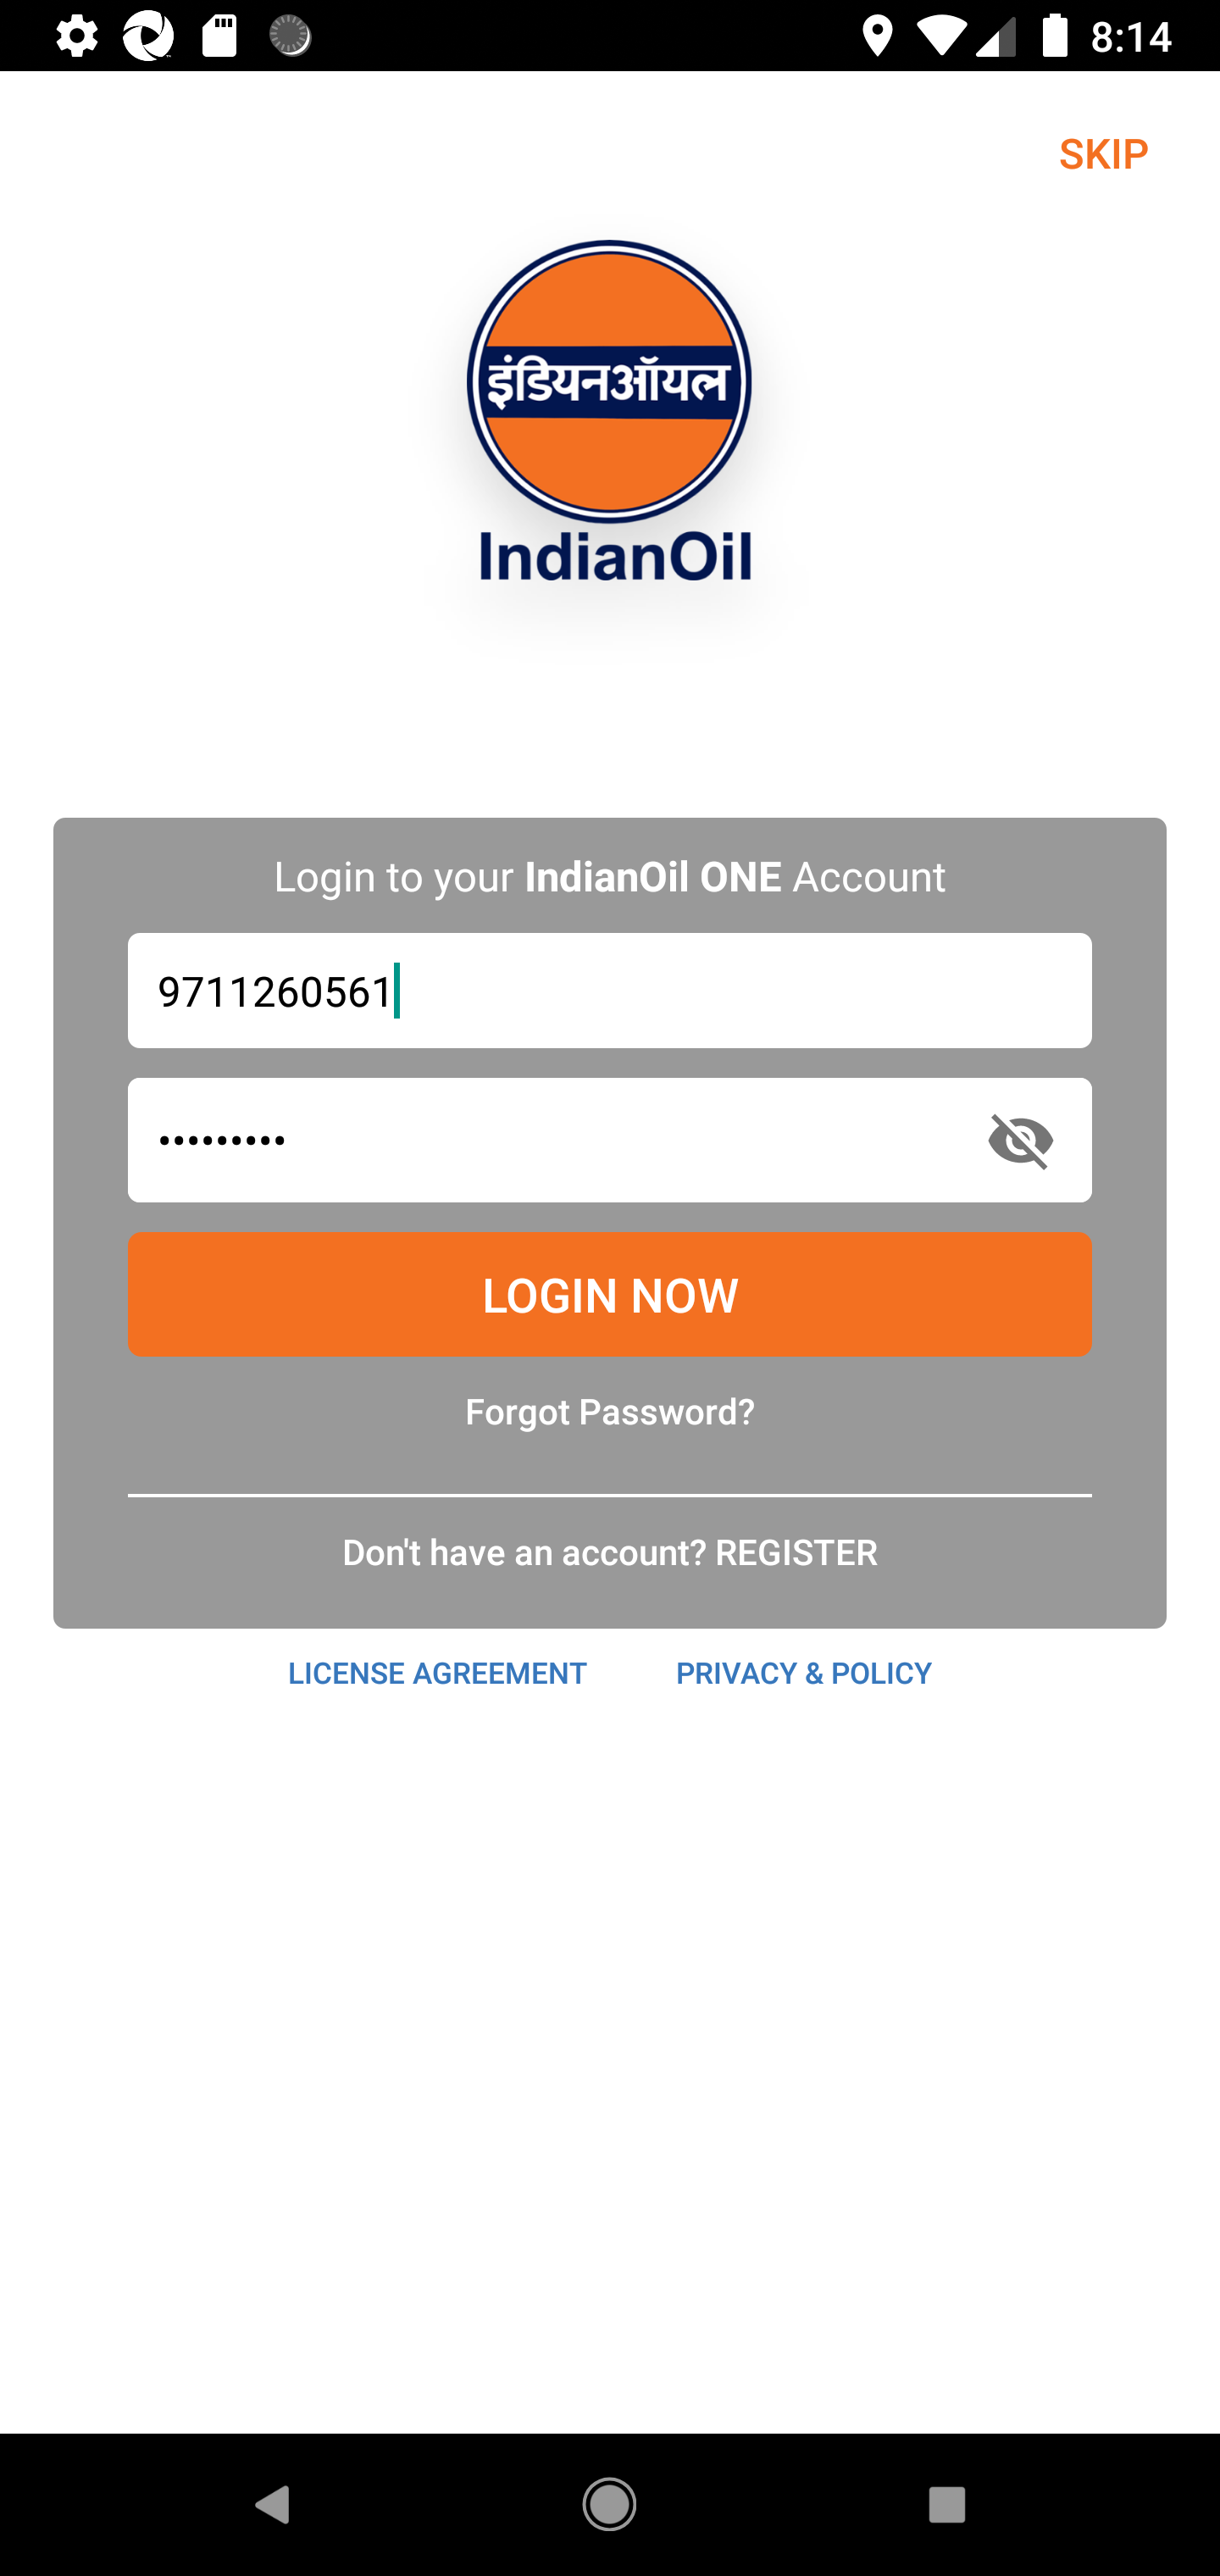 8:14
SKIP
इंडियनऑयल
IndianOil
Login to your IndianOil ONE Account
9711260561
•••••••••
LOGIN NOW
Forgot Password?
Don't have an account? REGISTER
LICENSE AGREEMENT PRIVACY & POLICY